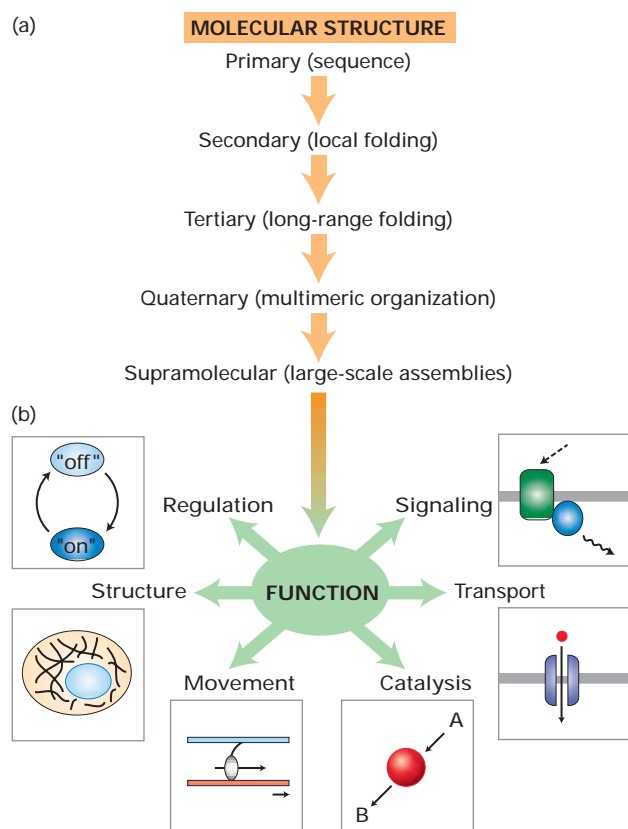 (a)
MOLECULAR STRUCTURE
Primary (sequence)
Secondary (local folding)
Tertiary (long-range folding)
Quaternary (multimeric organization)
Supramolecular (large-scale assemblies)
(b)
"off"
"on"
Regulation
Signaling
Structure
FUNCTION
Transport
Movement
Catalysis
A
B